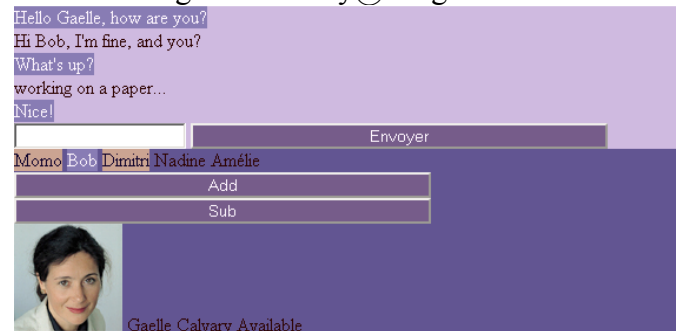 Hello Gaelle, how are you?
Hi Bob, I'm fine, and you?
What's up?
working on a paper...
Nice!
Envoyer
Momo Bob Dimitri Nadine Amélie
Add
Sub
Gaelle Calvary Available